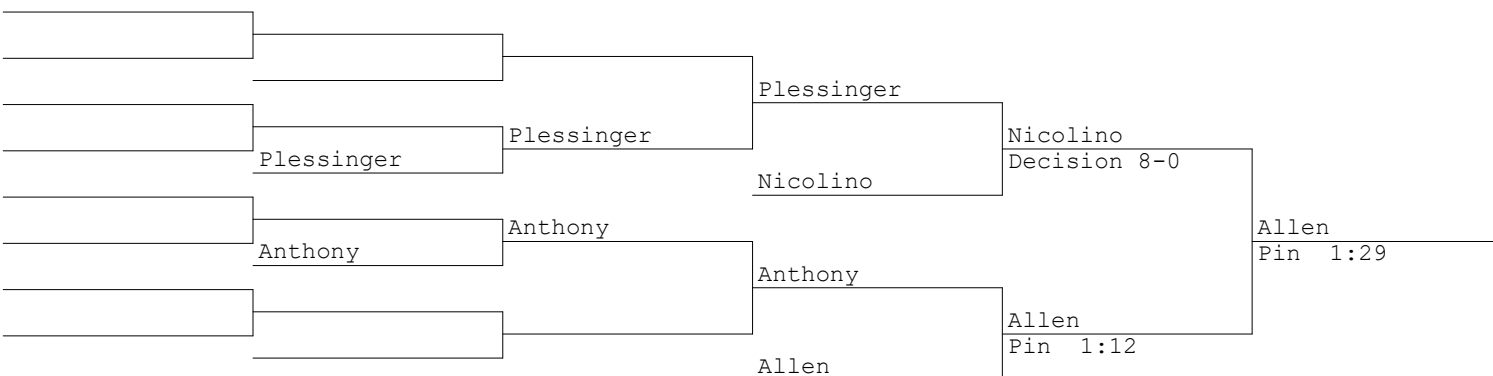 Plessinger
Plessinger
Nicolino
Plessinger
Decision 8-0
Nicolino
Anthony
Allen
Anthony
Pin 1:29
Anthony
Allen
Pin 1:12
Allen